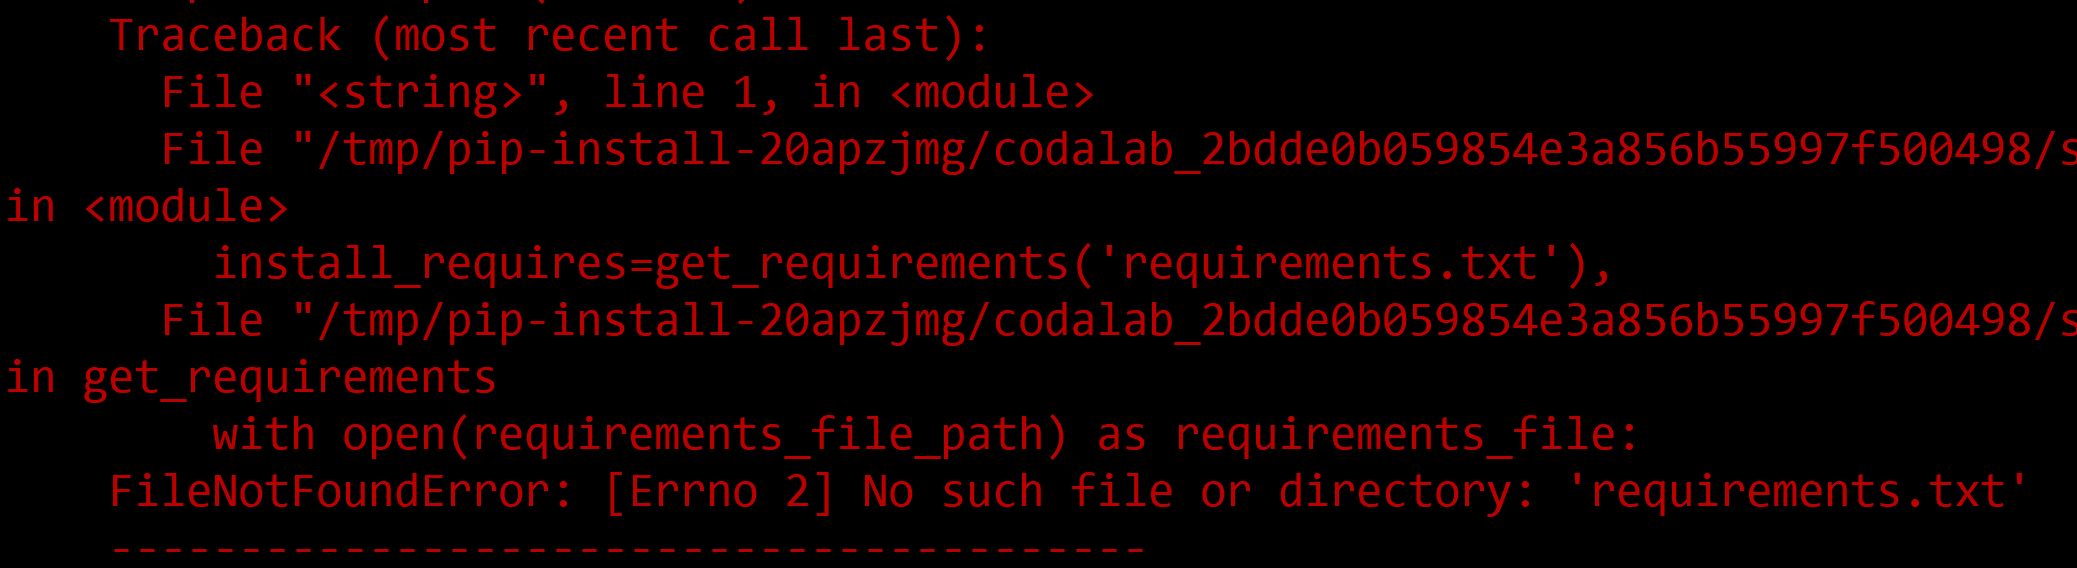 Traceback (most recent call last):
File "<string>", line 1, in <module>
File "/tmp/pip-install-20apzjmg/codalab_2bdde0b059854e3a856b55997f500498/s
in <module>
install_requires=get_requirements('requirements.txt'),
File "/tmp/pip-install-20apzjmg/codalab_2bdde0b059854e3a856b55997f500498/s
in get_requirements
with open(requirements_file_path) as requirements_file:
FileNotFoundError: [Errno 2] No such file or directory: 'requirements.txt'
----------------------------------------